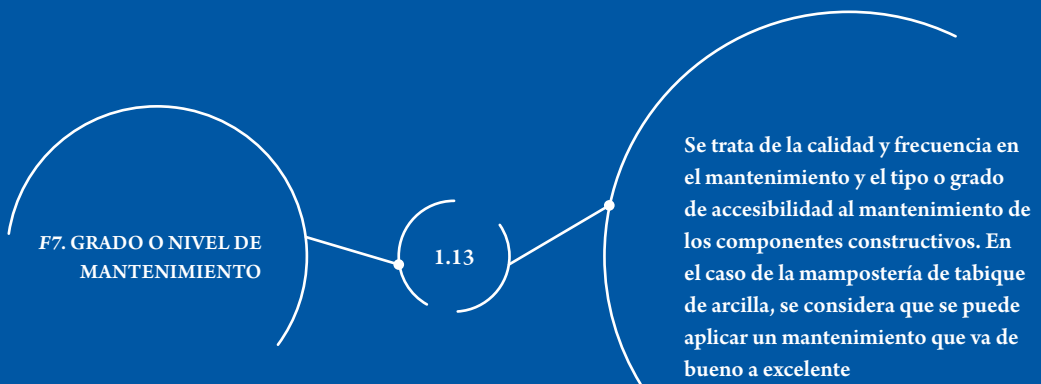 F7. GRADO O NIVEL DE
MANTENIMIENTO
1.13
Se trata de la calidad y frecuencia en
el mantenimiento y el tipo o grado
de accesibilidad al mantenimiento de
los componentes constructivos. En
el caso de la mampostería de tabique
de arcilla, se considera que se puede
aplicar un mantenimiento que va de
bueno a excelente